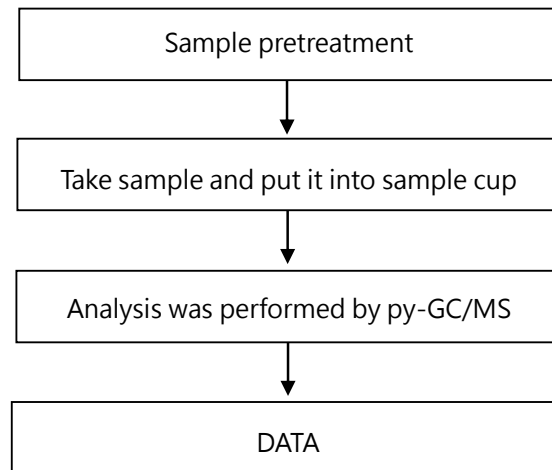 Sample pretreatment
Take sample and put it into sample cup
Analysis was performed by py-GC/MS
DATA